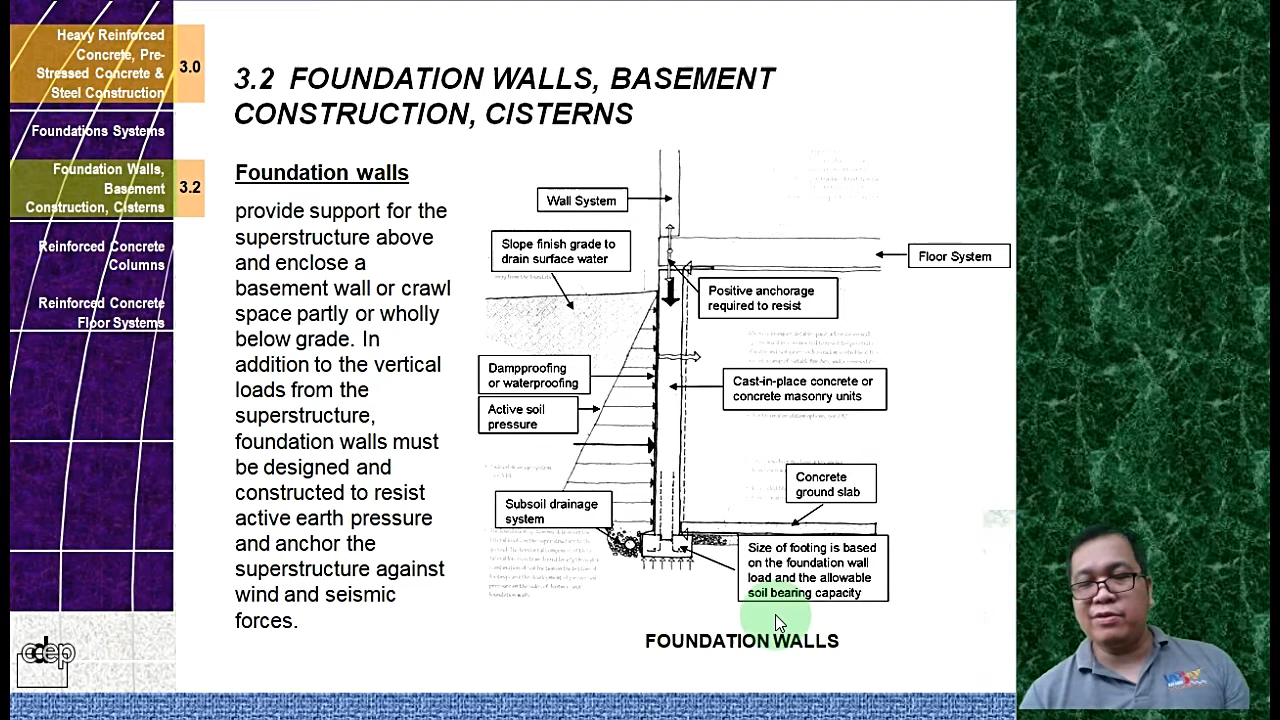 Heavy Reinforced
Concrete, Pre-
Stressed Concrete &
Steel Construction
3.0
Foundations Systems
Foundation Walls,
Basement
Construction, Cisterns
3.2
Reinforced Concrete
Columns
Reinforced Concrete
Floor Systems
3.2 FOUNDATION WALLS, BASEMENT
CONSTRUCTION, CISTERNS
Foundation walls
provide support for the
superstructure above
and enclose a
basement wall or crawl
space partly or wholly
below grade. In
addition to the vertical
loads from the
superstructure,
foundation walls must
be designed and
constructed to resist
active earth pressure
and anchor the
superstructure against
wind and seismic
forces.
Wall System
Slope finish grade to
drain surface water
Floor System
Positive anchorage
required to resist
Dampproofing
or waterproofing
Cast-in-place concrete or
concrete masonry units
Active soil
pressure
Concrete
ground slab
Subsoil drainage
system
Size of footing is based
on the foundation wall
load and the allowable
soil bearing capacity
FOUNDATION WALLS
cdep